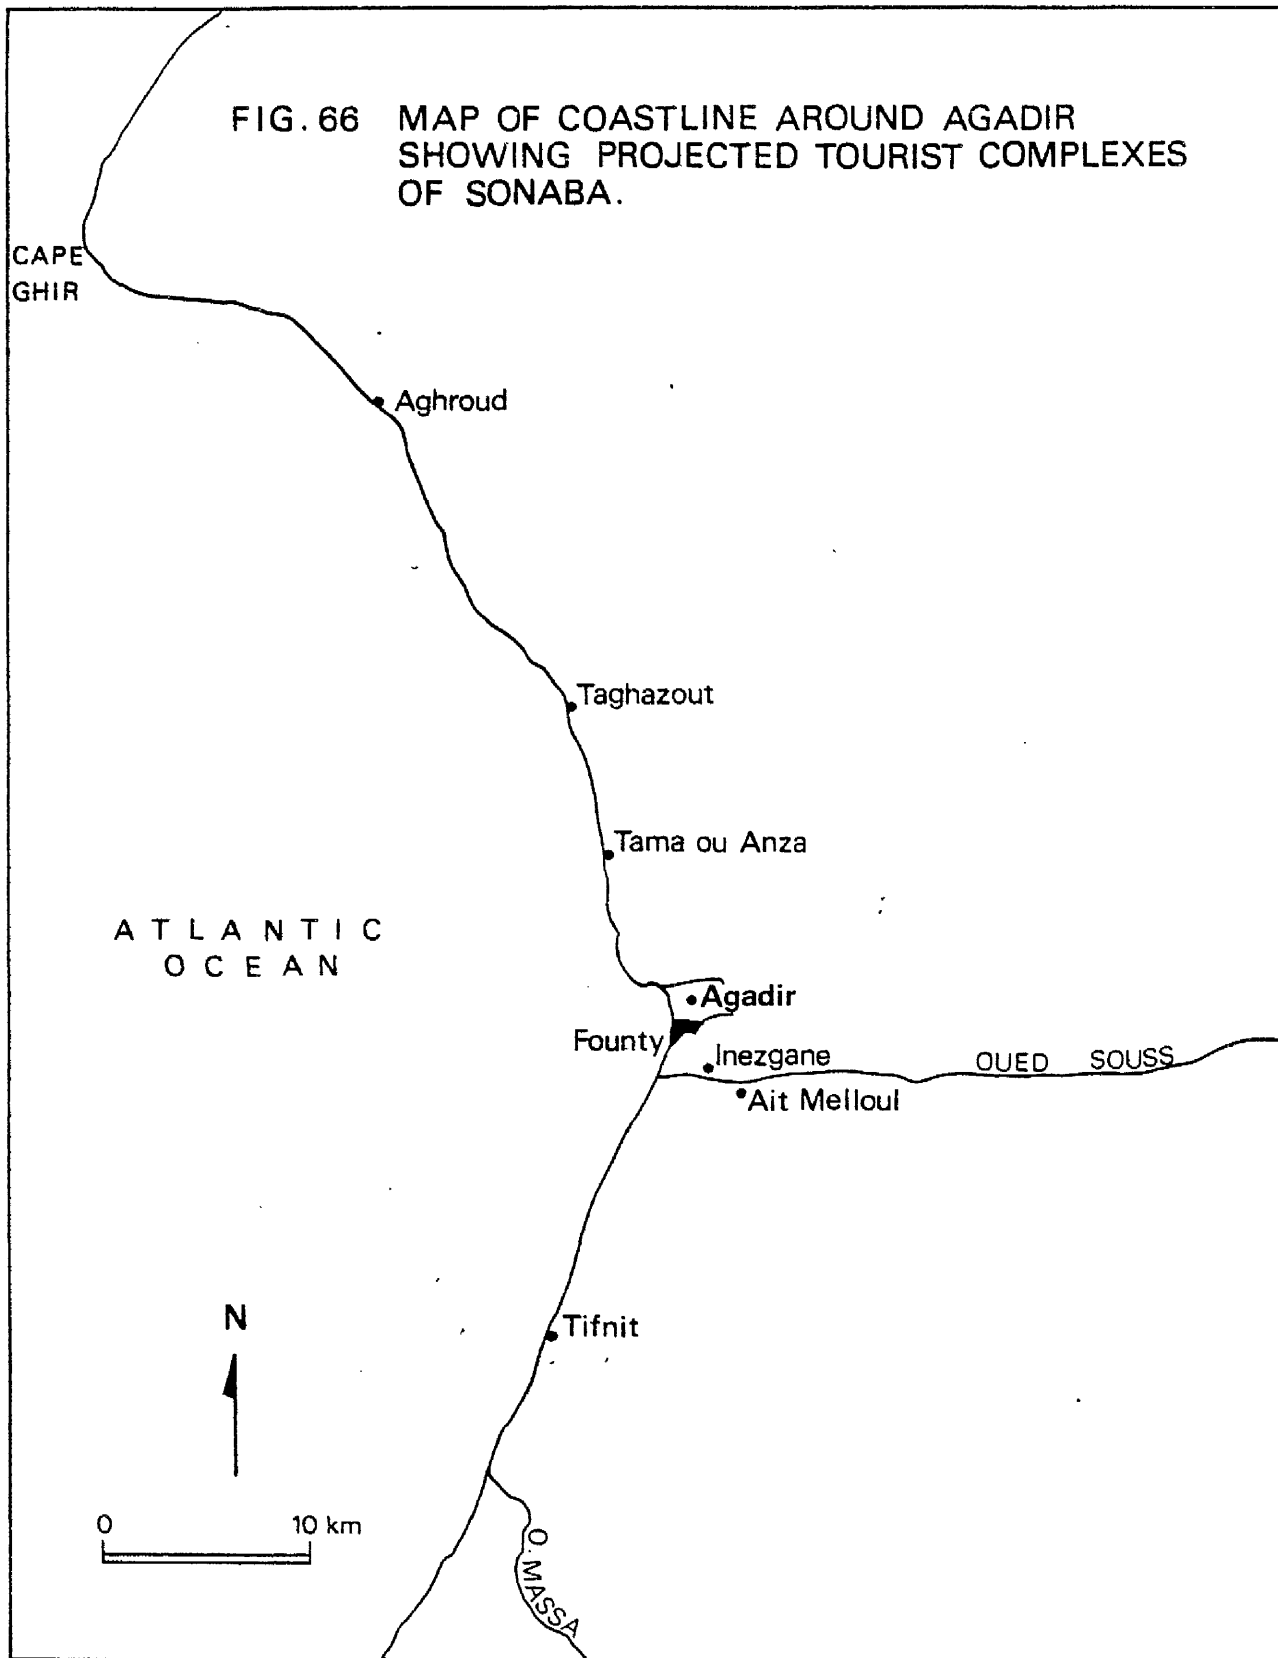 FIG. 66 MAP OF COASTLINE AROUND AGADIR
SHOWING PROJECTED TOURIST COMPLEXES
OF SONABA.
CAPE
GHIR
Aghroud
Taghazout
Tama ou Anza
ATLANTIC
OCEAN
Agadir
Founty
Inezgane
OUED SOUSS
Ait Melloul
Tifnit
N
0 10 km
O. MASSA